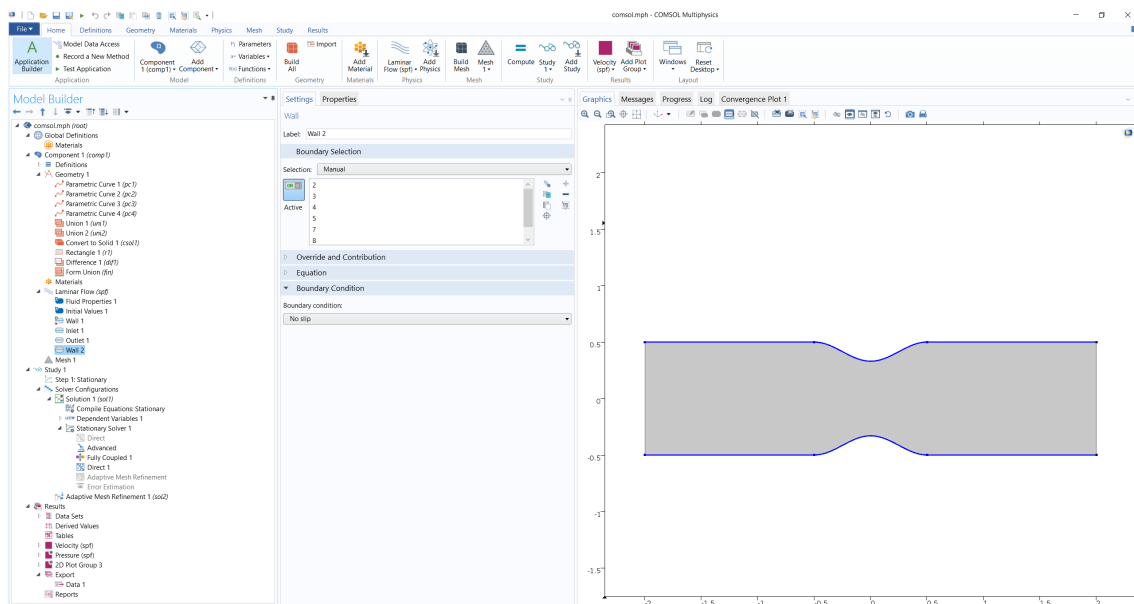 comsol.mph - COMSOL Multiphysics
File Home Definitions Geometry Materials Physics Mesh Study Results
Application Builder
Model Data Access
Record a New Method
Test Application
Application
Component 1 (comp1)
Add Component
Model
Pi Parameters
a= Variables
f(x) Functions
Definitions
Build All
Import
Geometry
Add Material
Materials
Laminar Flow (spf)
Add Physics
Physics
Build Mesh
Mesh 1
Mesh
Compute
Study 1
Add Study
Study
Velocity (spf)
Add Plot Group
Results
Windows
Reset Desktop
Layout
Model Builder
comsol.mph (root)
Global Definitions
Materials
Component 1 (comp1)
Definitions
Geometry 1
Parametric Curve 1 (pc1)
Parametric Curve 2 (pc2)
Parametric Curve 3 (pc3)
Parametric Curve 4 (pc4)
Union 1 (uni1)
Union 2 (uni2)
Convert to Solid 1 (csol1)
Rectangle 1 (r1)
Difference 1 (dif1)
Form Union (fin)
Materials
Laminar Flow (spf)
Fluid Properties 1
Initial Values 1
Wall 1
Inlet 1
Outlet 1
Wall 2
Mesh 1
Study 1
Step 1: Stationary
Solver Configurations
Solution 1 (sol1)
Compile Equations: Stationary
Dependent Variables 1
Stationary Solver 1
Direct
Advanced
Fully Coupled 1
Direct 1
Adaptive Mesh Refinement
Error Estimation
Adaptive Mesh Refinement 1 (sol2)
Results
Data Sets
Derived Values
Tables
Velocity (spf)
Pressure (spf)
2D Plot Group 3
Export
Data 1
Reports
Settings Properties
Wall
Label: Wall 2
Boundary Selection
Selection: Manual
Active
2
3
4
5
7
8
Override and Contribution
Equation
Boundary Condition
Boundary condition:
No slip
Graphics Messages Progress Log Convergence Plot 1
2
1.5
1
0.5
0
-0.5
-1
-1.5
-2 -1.5 -1 -0.5 0 0.5 1 1.5 2